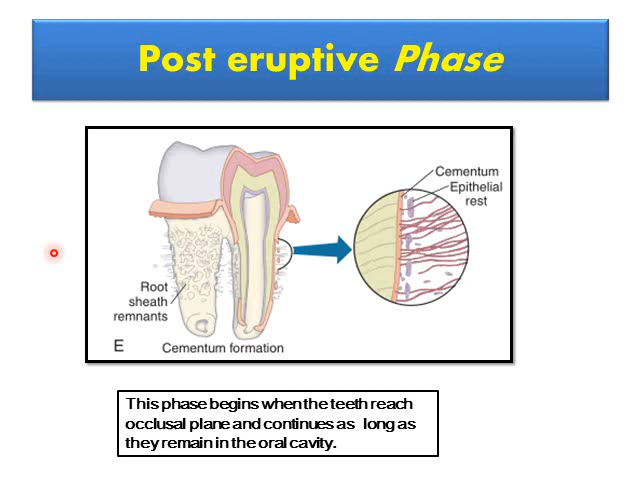 Post eruptive Phase
Cementum
Epithelial
rest
Root
sheath
remnants
E
Cementum formation
This phase begins when the teeth reach
occlusal plane and continues as long as
they remain in the oral cavity.